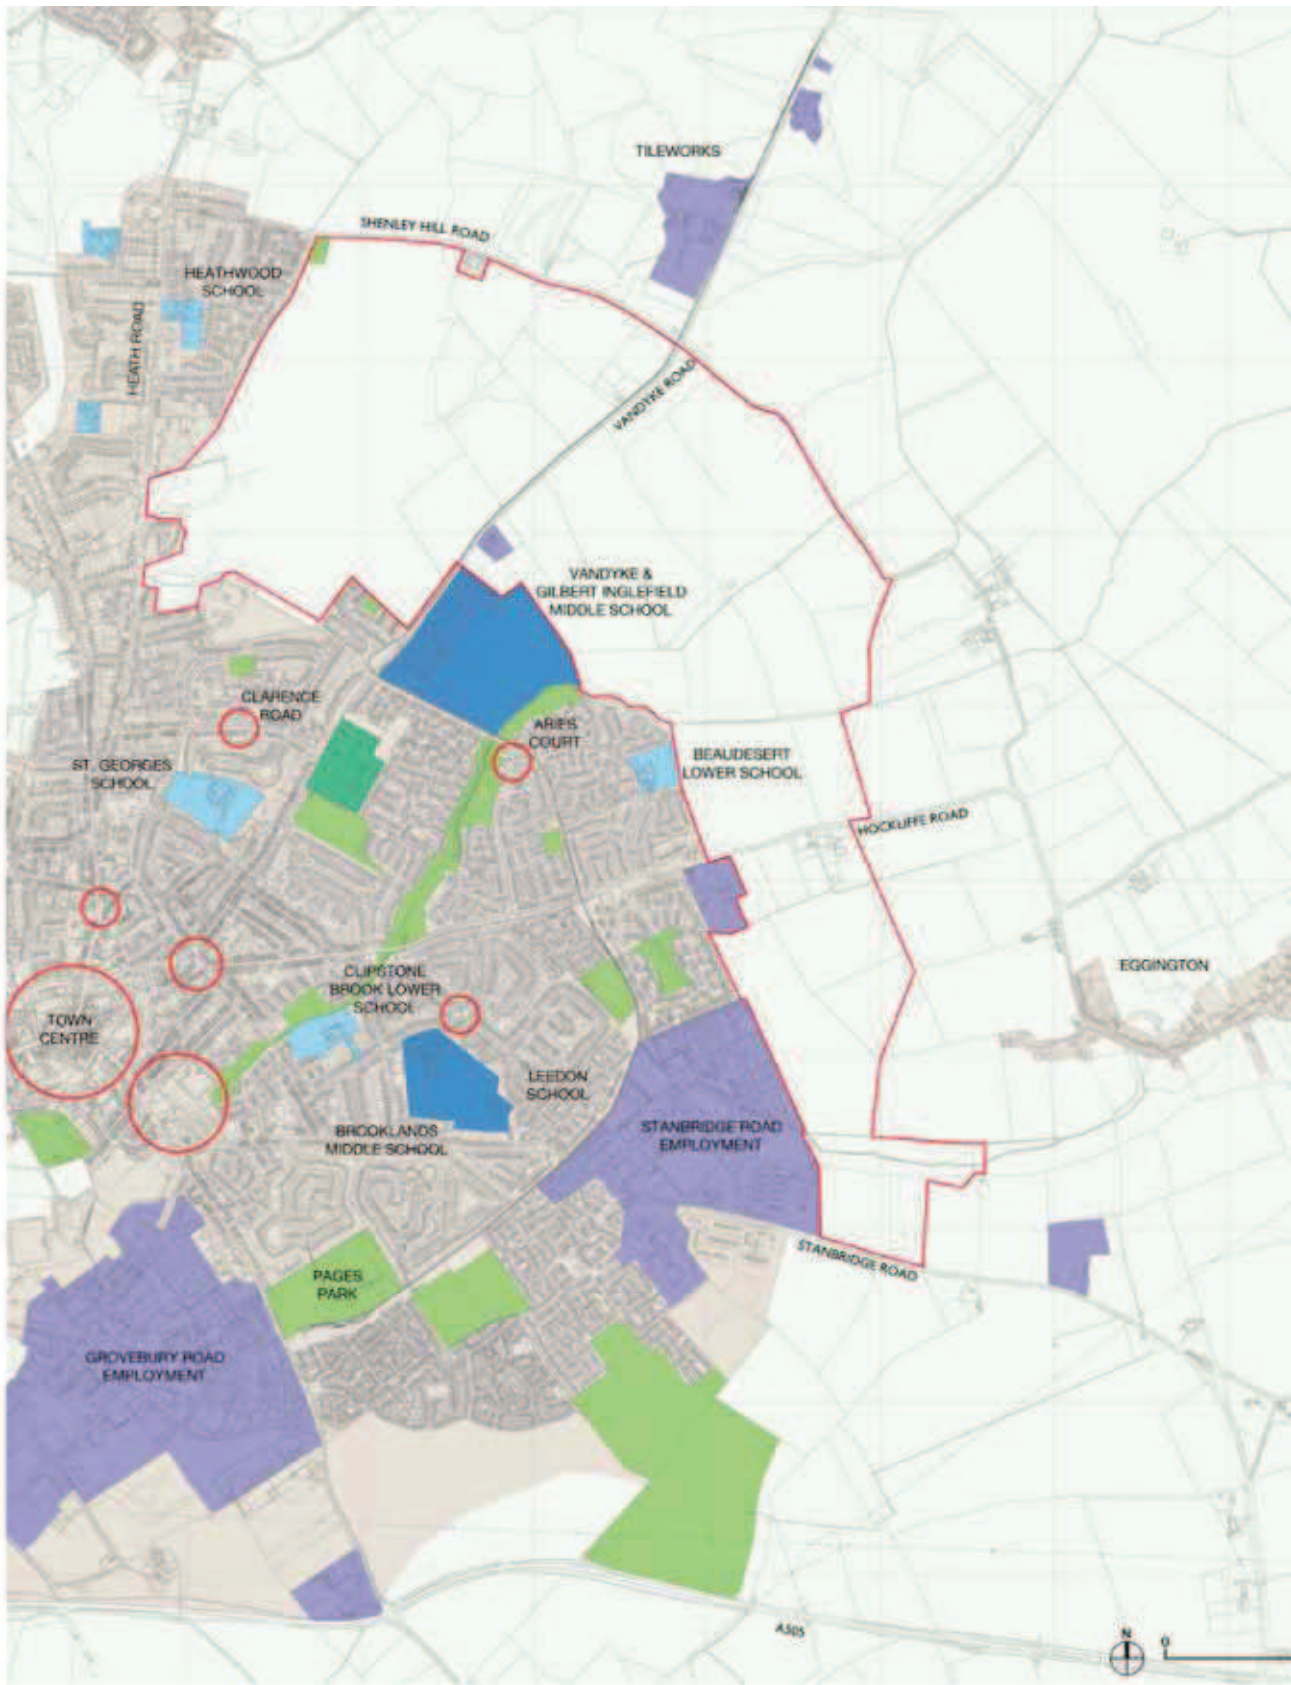 TILEWORKS
SHENLEY HILL ROAD
HEATHWOOD
SCHOOL
HEATH ROAD
VANDYKE ROAD
VANDYKE &
GILBERT INGLEFIELD
MIDDLE SCHOOL
CLARENCE
ROAD
ARIES
COURT
ST. GEORGES
SCHOOL
BEAUDESERT
LOWER SCHOOL
HOCKLIFFE ROAD
EGGINGTON
CLIPSTONE
BROOK LOWER
SCHOOL
TOWN
CENTRE
LEEDON
SCHOOL
BROOKLANDS
MIDDLE SCHOOL
STANBRIDGE ROAD
EMPLOYMENT
STANBRIDGE ROAD
PAGES
PARK
GROVEBURY ROAD
EMPLOYMENT
A505
N
0